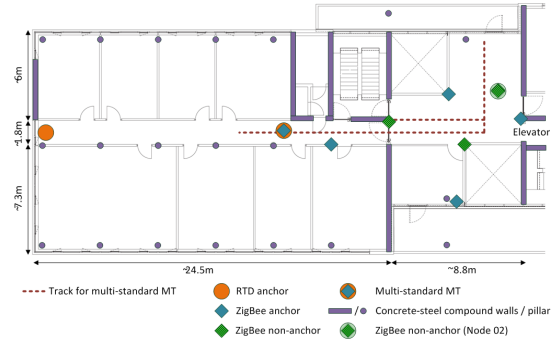 ~6m
~1.8m
~7.3m
Elevator
~24.5m
~8.8m
Track for multi-standard MT
RTD anchor
Multi-standard MT
ZigBee anchor
/ Concrete-steel compound walls / pillar
ZigBee non-anchor
ZigBee non-anchor (Node 02)